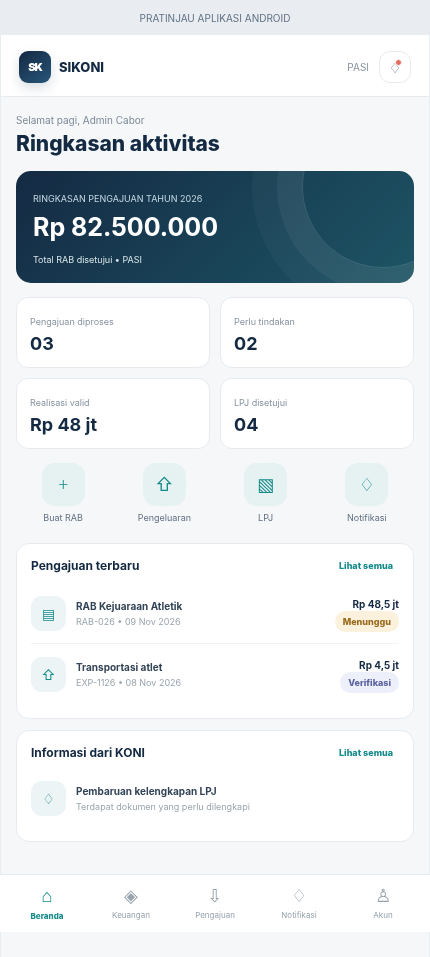 PRATINJAU APLIKASI ANDROID
SK SIKONI PASI
Selamat pagi, Admin Cabor
Ringkasan aktivitas
RINGKASAN PENGAJUAN TAHUN 2026
Rp 82.500.000
Total RAB disetujui • PASI
Pengajuan diproses
03
Perlu tindakan
02
Realisasi valid
Rp 48 jt
LPJ disetujui
04
Buat RAB
Pengeluaran
LPJ
Notifikasi
Pengajuan terbaru Lihat semua
RAB Kejuaraan Atletik Rp 48,5 jt
RAB-026 • 09 Nov 2026 Menunggu
Transportasi atlet Rp 4,5 jt
EXP-1126 • 08 Nov 2026 Verifikasi
Informasi dari KONI Lihat semua
Pembaruan kelengkapan LPJ
Terdapat dokumen yang perlu dilengkapi
Beranda
Keuangan
Pengajuan
Notifikasi
Akun